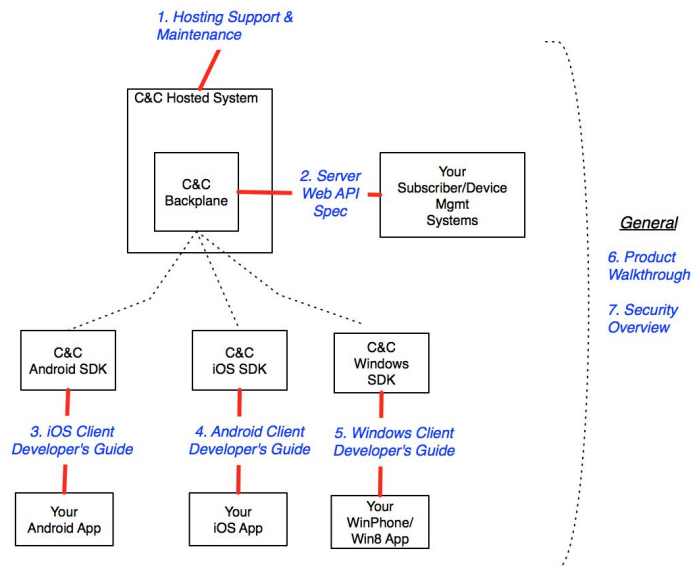 1. Hosting Support &
Maintenance
C&C Hosted System
C&C
Backplane
2. Server
Web API
Spec
Your
Subscriber/Device
Mgmt
Systems
General
6. Product
Walkthrough
7. Security
Overview
C&C
Android SDK
C&C
iOS SDK
C&C
Windows
SDK
3. iOS Client
Developer's Guide
4. Android Client
Developer's Guide
5. Windows Client
Developer's Guide
Your
Android App
Your
iOS App
Your
WinPhone/
Win8 App